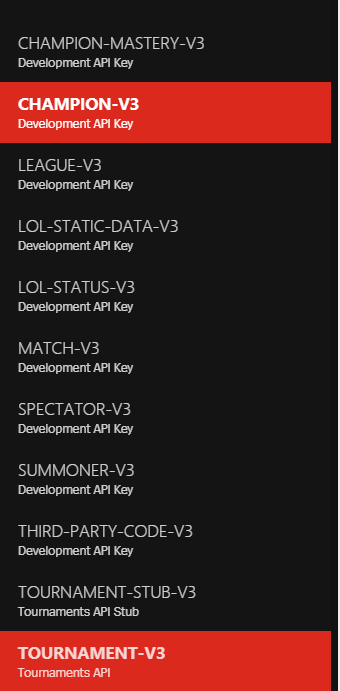 CHAMPION-MASTERY-V3
Development API Key
CHAMPION-V3
Development API Key
LEAGUE-V3
Development API Key
LOL-STATIC-DATA-V3
Development API Key
LOL-STATUS-V3
Development API Key
MATCH-V3
Development API Key
SPECTATOR-V3
Development API Key
SUMMONER-V3
Development API Key
THIRD-PARTY-CODE-V3
Development API Key
TOURNAMENT-STUB-V3
Tournaments API Stub
TOURNAMENT-V3
Tournaments API